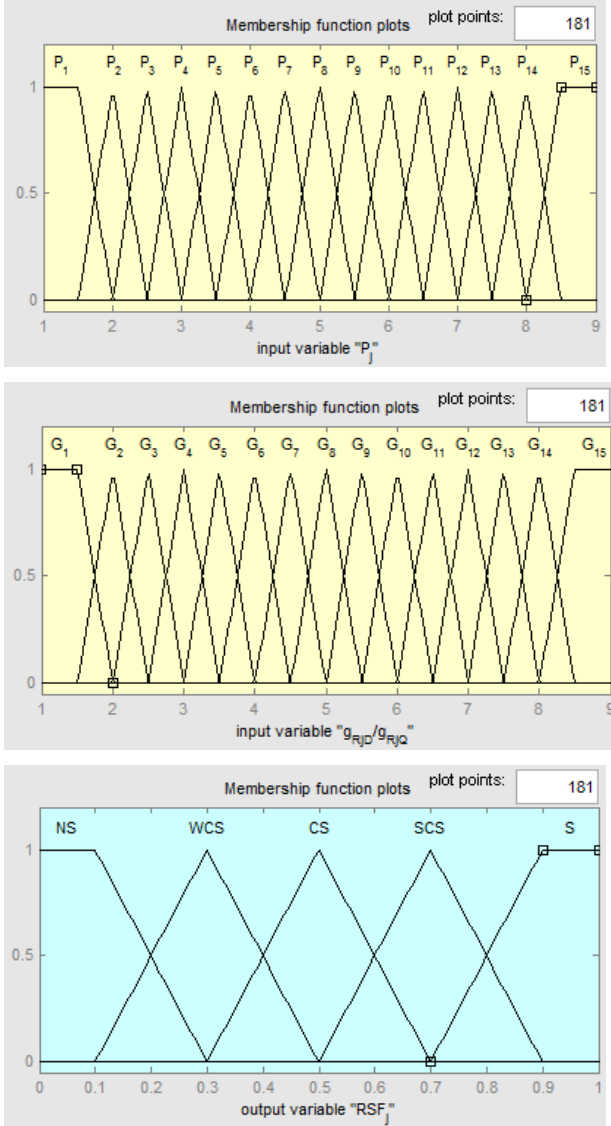 Membership function plots plot points: 181
P1 P2 P3 P4 P5 P6 P7 P8 P9 P10 P11 P12 P13 P14 P15
1
0.5
0
1 2 3 4 5 6 7 8 9
input variable "Pj"
Membership function plots plot points: 181
G1 G2 G3 G4 G5 G6 G7 G8 G9 G10 G11 G12 G13 G14 G15
1
0.5
0
1 2 3 4 5 6 7 8 9
input variable "gRjD/gRjQ"
Membership function plots plot points: 181
NS WCS CS SCS S
1
0.5
0
0 0.1 0.2 0.3 0.4 0.5 0.6 0.7 0.8 0.9 1
output variable "RSFj"